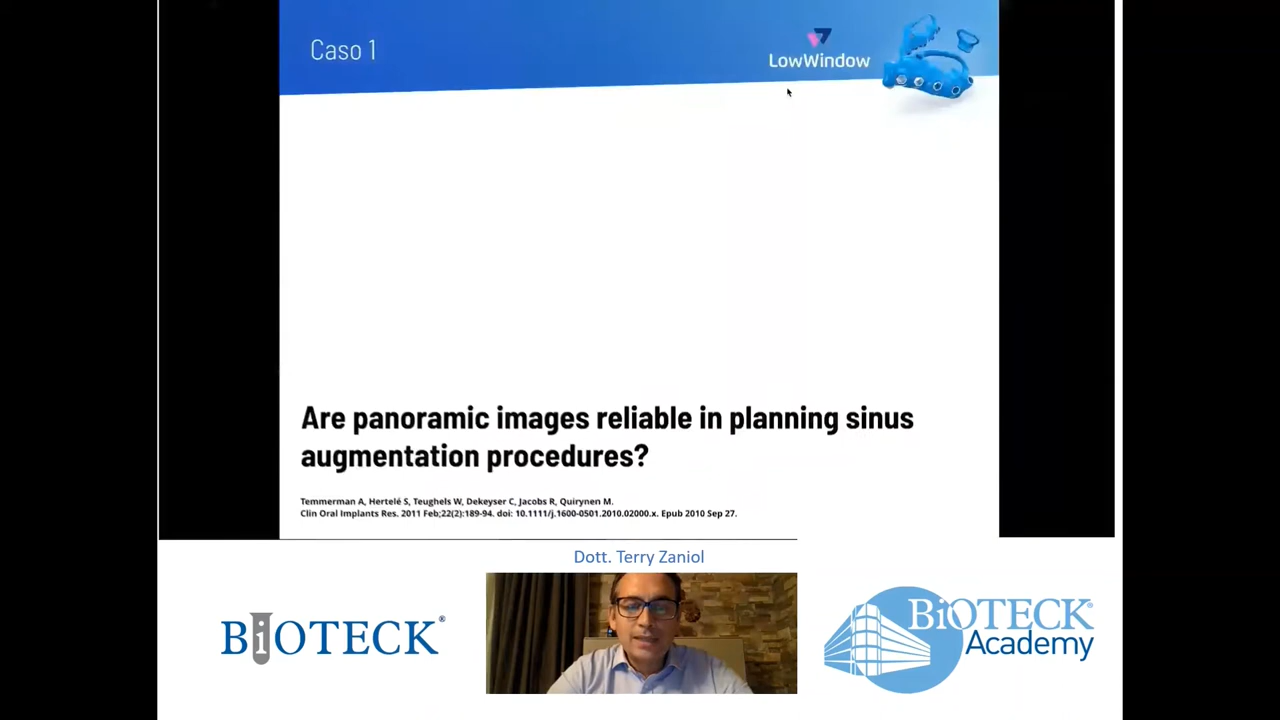 Caso 1
LowWindow
Are panoramic images reliable in planning sinus
augmentation procedures?
Temmerman A, Hertelé S, Teughels W, Dekeyser C, Jacobs R, Quirynen M.
Clin Oral Implants Res. 2011 Feb;22(2):189-94. doi: 10.1111/j.1600-0501.2010.02000.x. Epub 2010 Sep 27.
Dott. Terry Zaniol
BiOTECK®
BiOTECK®
Academy